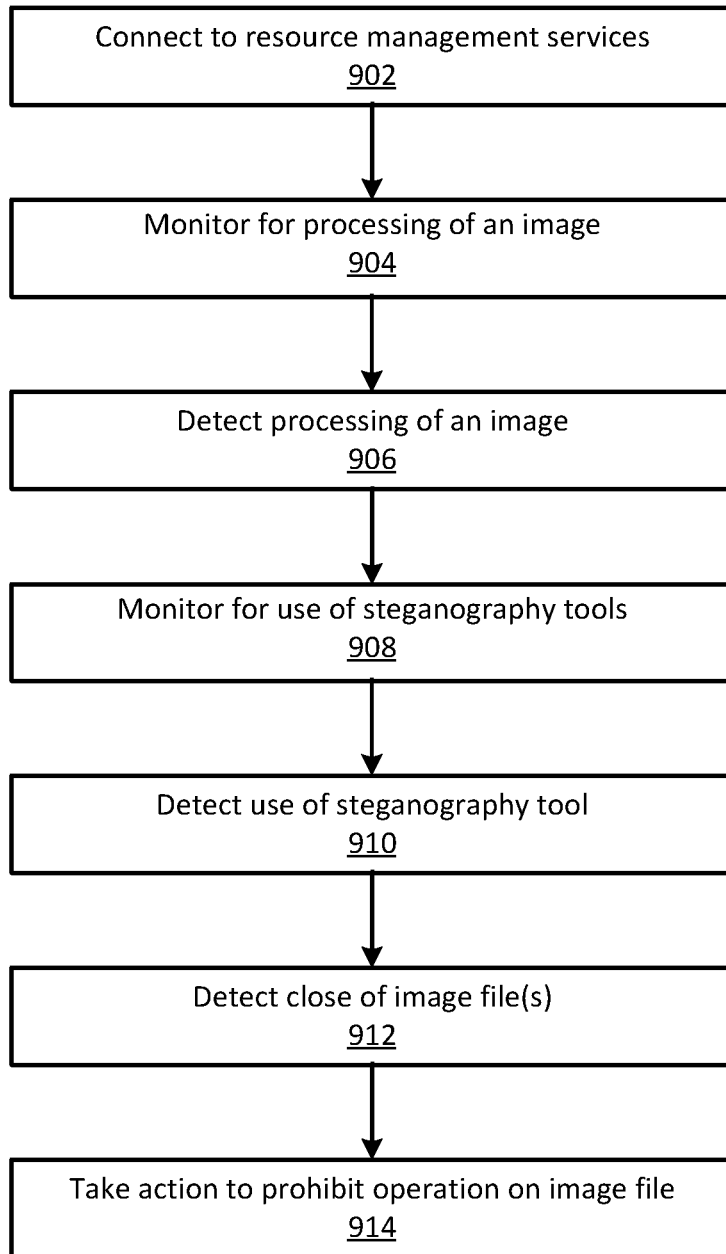 Connect to resource management services
902
Monitor for processing of an image
904
Detect processing of an image
906
Monitor for use of steganography tools
908
Detect use of steganography tool
910
Detect close of image file(s)
912
Take action to prohibit operation on image file
914